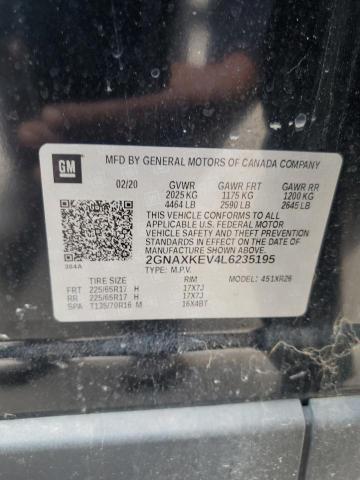 GM
MFD BY GENERAL MOTORS OF CANADA COMPANY
02/20 GVWR GAWR FRT GAWR RR
2025 KG 1175 KG 1200 KG
4464 LB 2590 LB 2645 LB
THIS VEHICLE CONFORMS TO ALL APPLICABLE
U.S. FEDERAL MOTOR
VEHICLE SAFETY, BUMPER, AND THEFT
PREVENTION STANDARDS IN EFFECT ON THE
DATE OF MANUFACTURE SHOWN ABOVE.
384A 2GNAXKEV4L6235195
TYPE: M.P.V.
TIRE SIZE RIM MODEL: 451XR26
FRT 225/65R17 H 17X7J
RR 225/65R17 H 17X7J
SPA T135/70R16 M 16X4BT